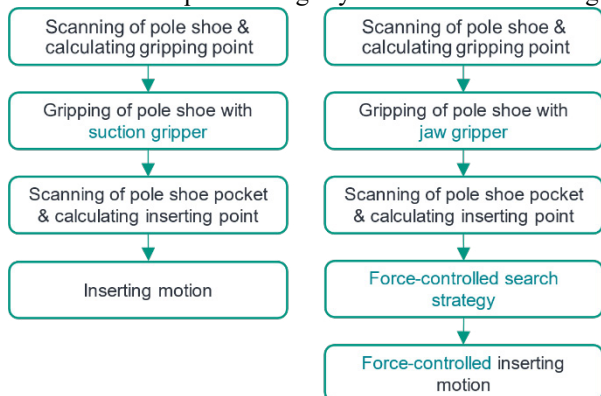 Scanning of pole shoe &
calculating gripping point
Gripping of pole shoe with
suction gripper
Scanning of pole shoe pocket
& calculating inserting point
Inserting motion
Scanning of pole shoe &
calculating gripping point
Gripping of pole shoe with
jaw gripper
Scanning of pole shoe pocket
& calculating inserting point
Force-controlled search
strategy
Force-controlled inserting
motion